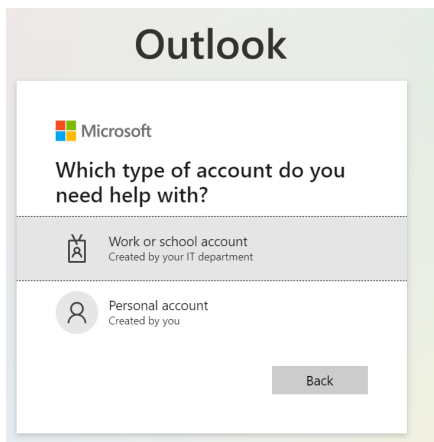 Outlook
Microsoft
Which type of account do you
need help with?
Work or school account
Created by your IT department
Personal account
Created by you
Back